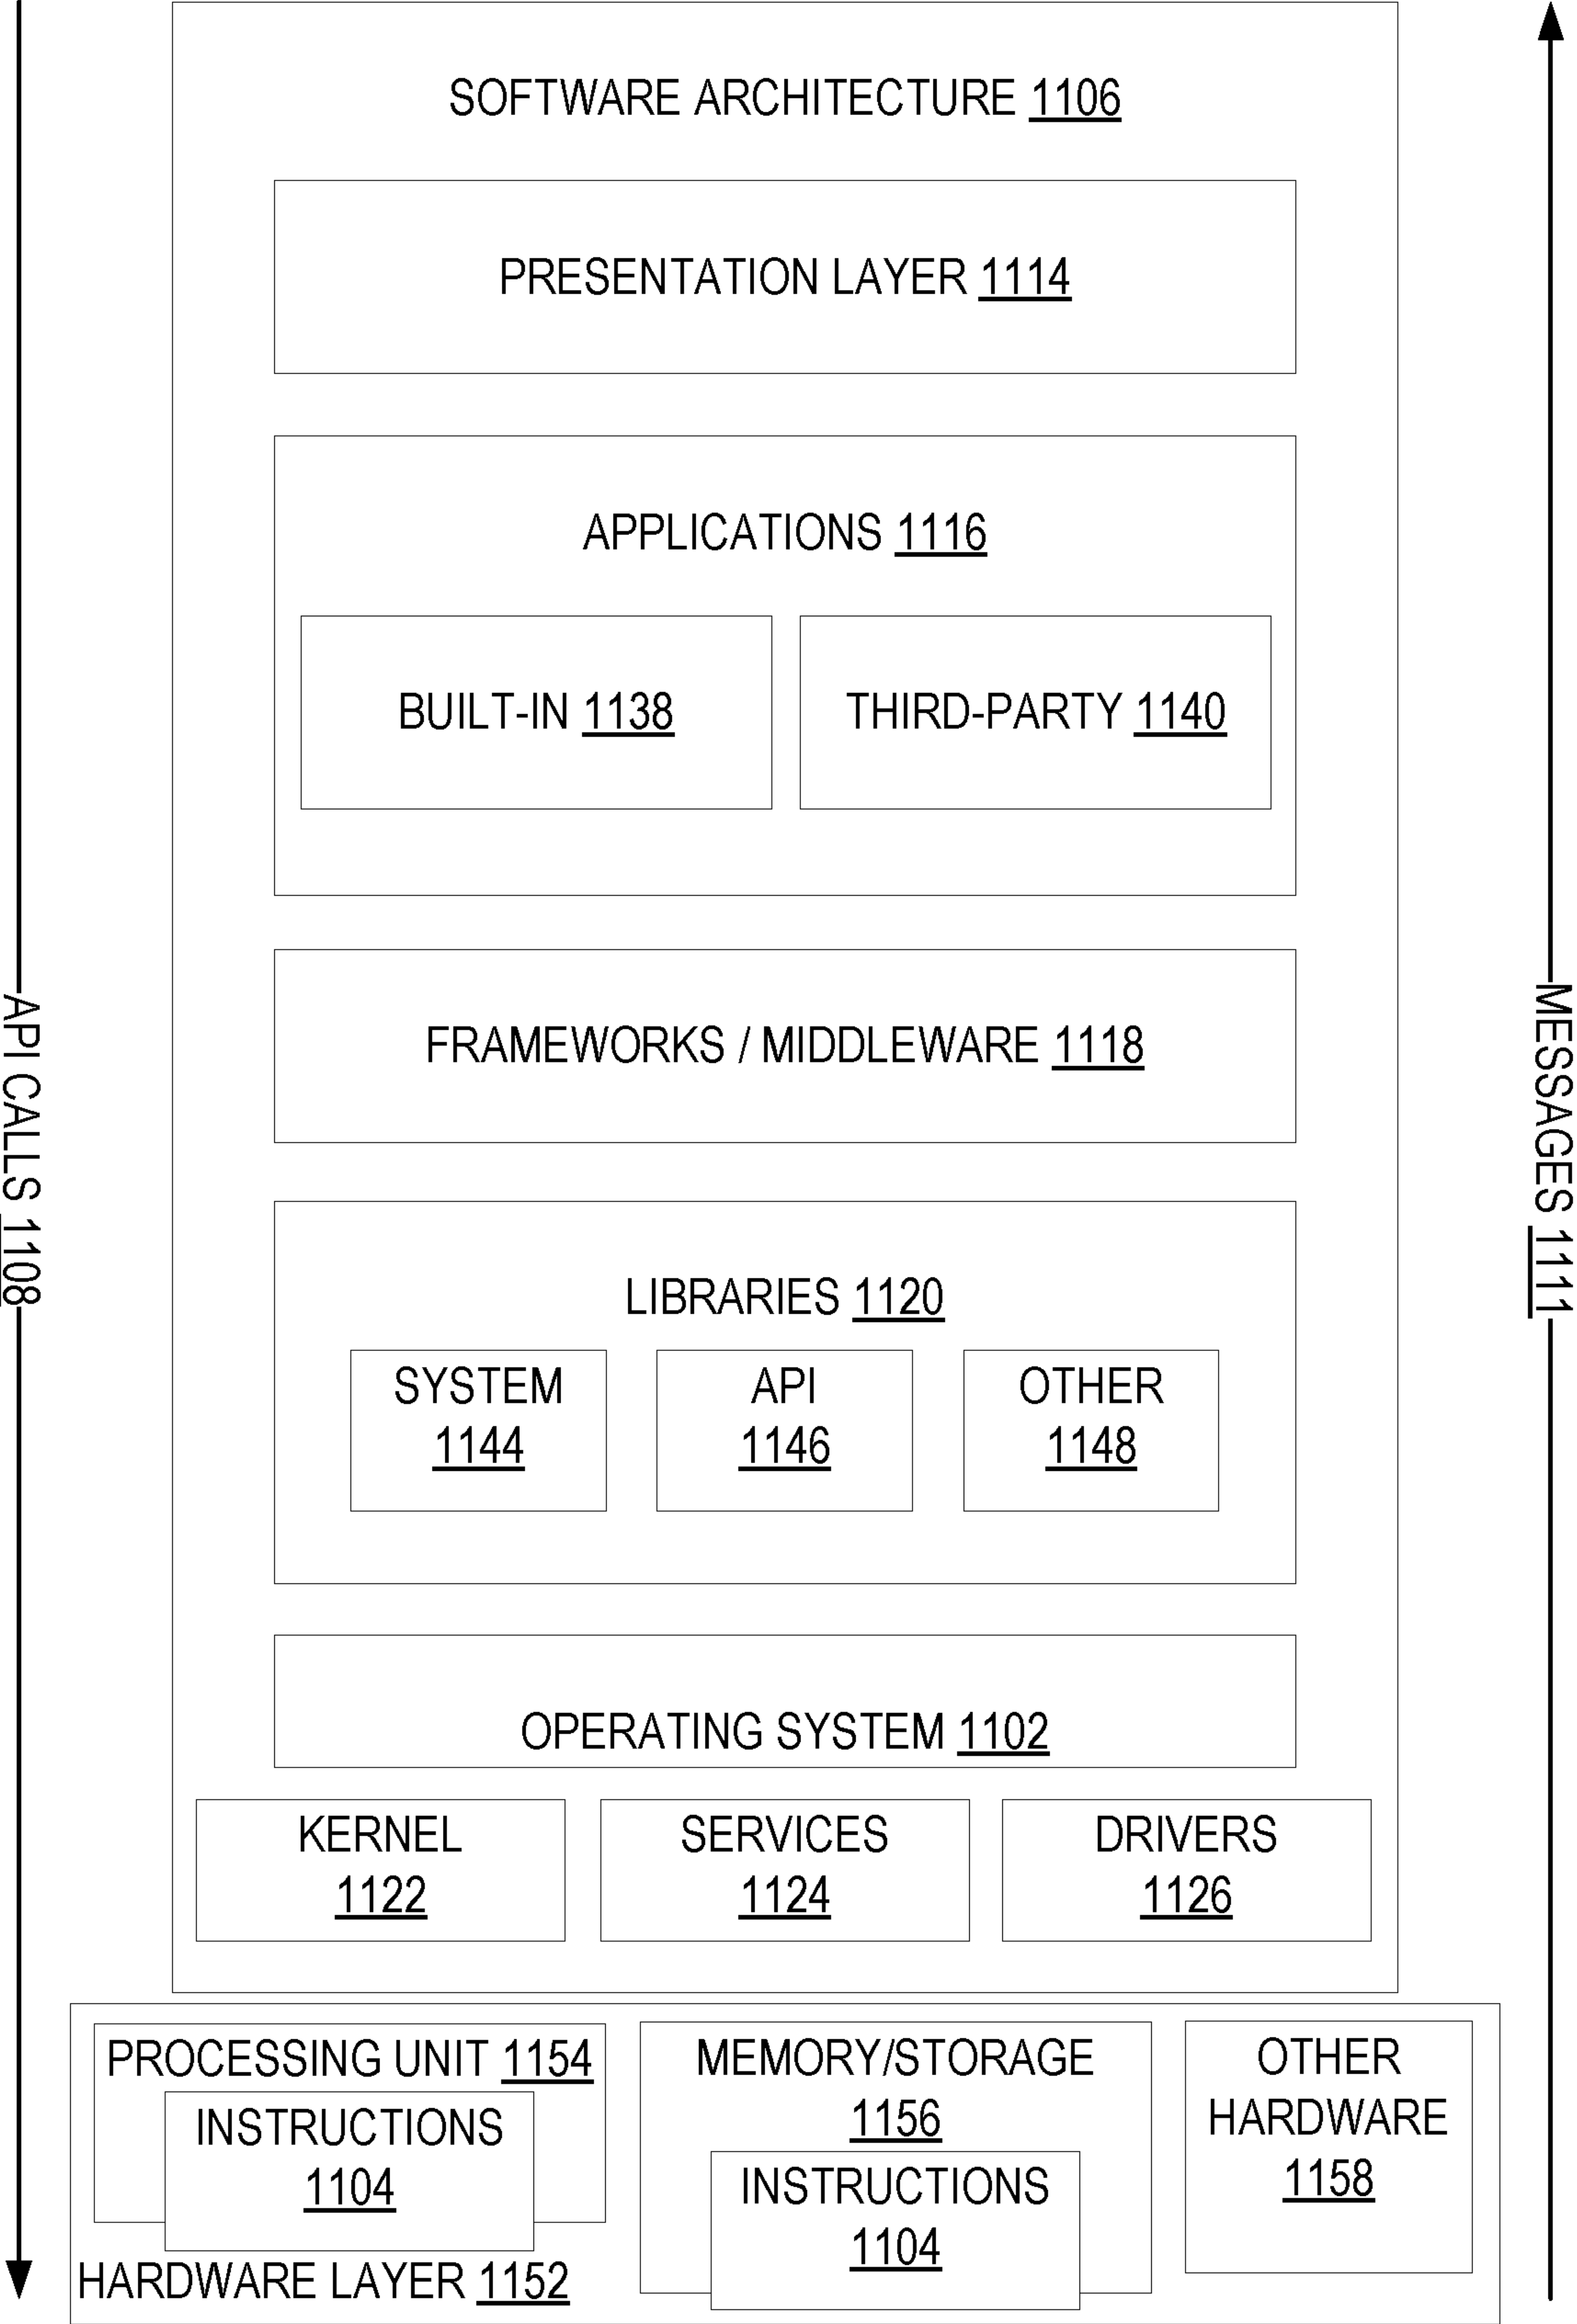 SOFTWARE ARCHITECTURE 1106
PRESENTATION LAYER 1114
APPLICATIONS 1116
BUILT-IN 1138
THIRD-PARTY 1140
FRAMEWORKS / MIDDLEWARE 1118
API CALLS 1108
MESSAGES 1111
LIBRARIES 1120
SYSTEM
1144
API
1146
OTHER
1148
OPERATING SYSTEM 1102
KERNEL
1122
SERVICES
1124
DRIVERS
1126
PROCESSING UNIT 1154
INSTRUCTIONS
1104
MEMORY/STORAGE
1156
INSTRUCTIONS
1104
OTHER
HARDWARE
1158
HARDWARE LAYER 1152